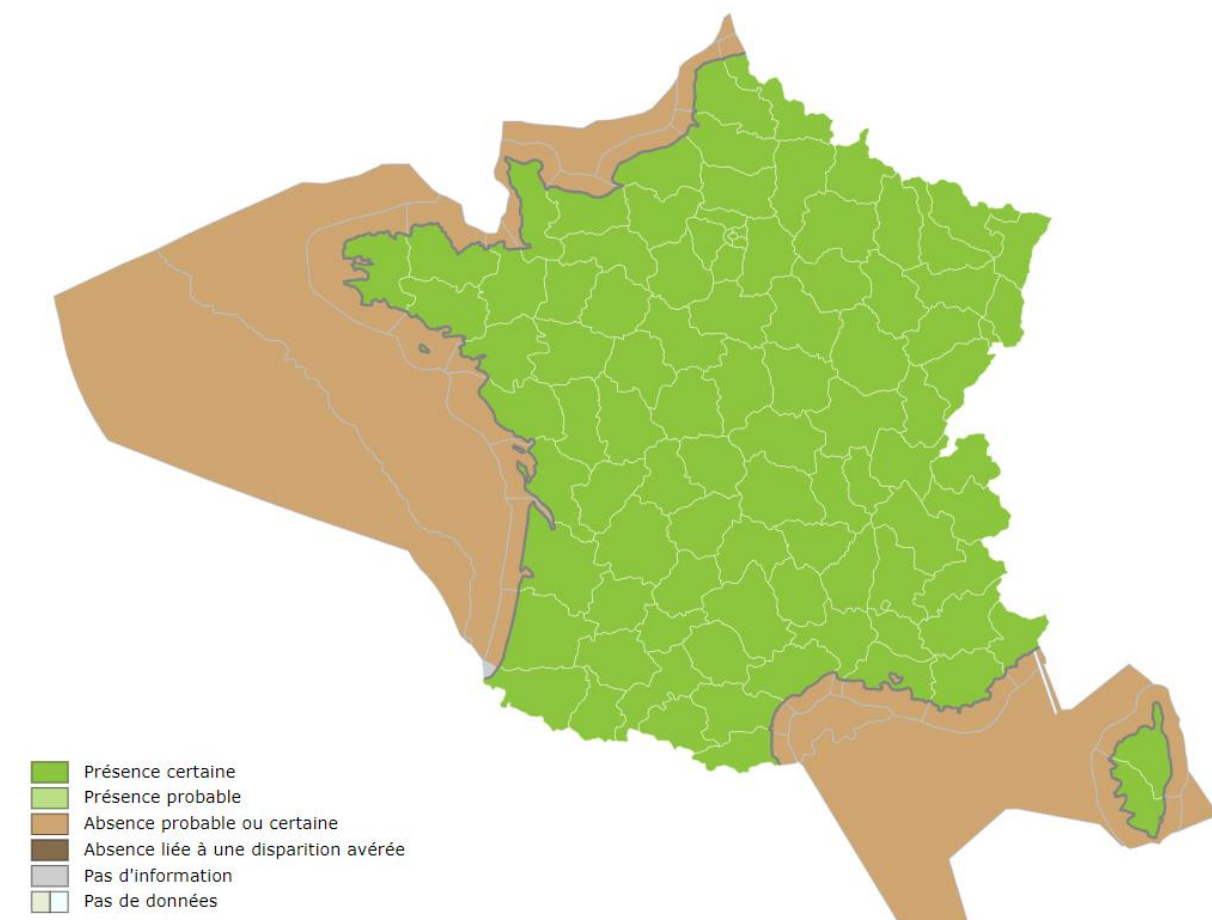 Présence certaine
Présence probable
Absence probable ou certaine
Absence liée à une disparition avérée
Pas d'information
Pas de données